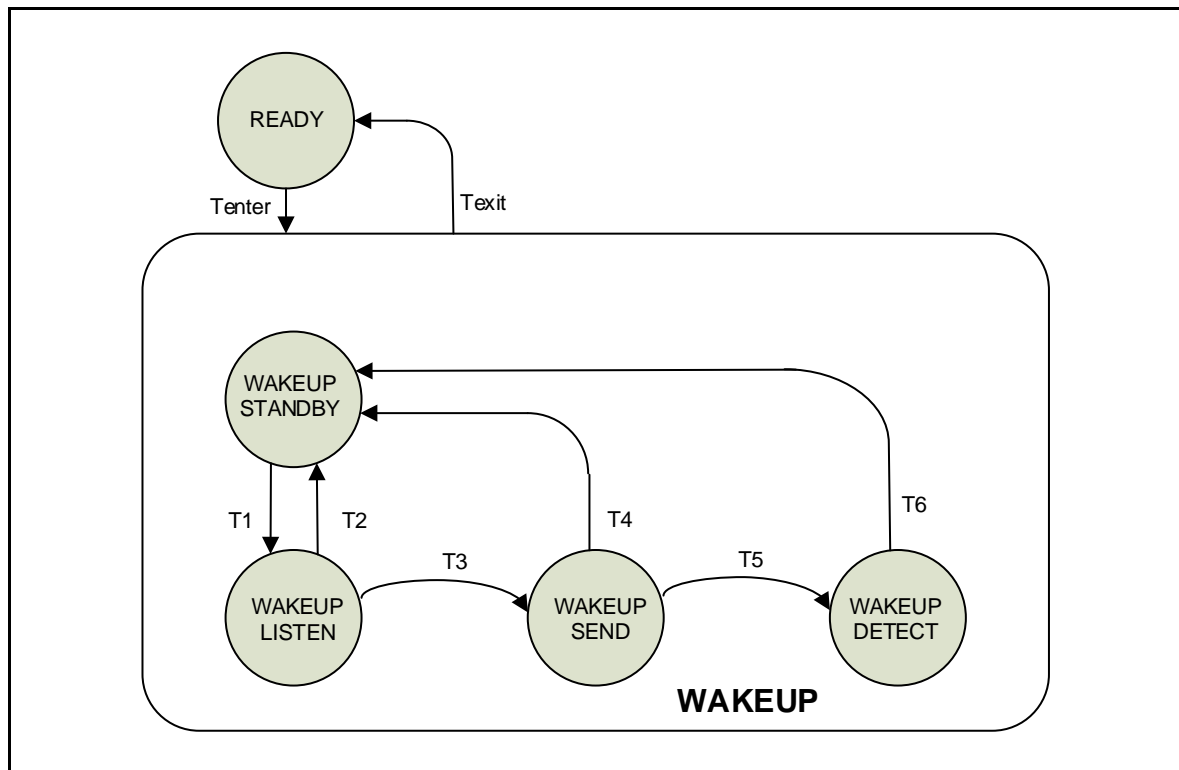 READY
Tenter
Texit
WAKEUP
STANDBY
T1
T2
T4
T6
T3
T5
WAKEUP
LISTEN
WAKEUP
SEND
WAKEUP
DETECT
WAKEUP